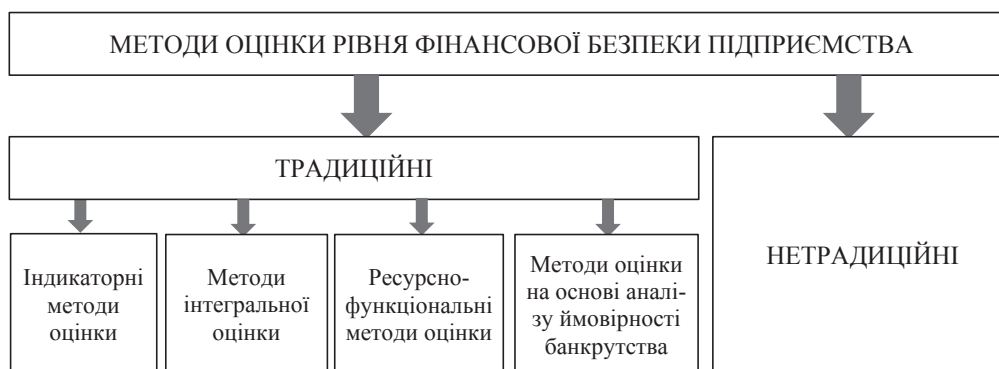 МЕТОДИ ОЦІНКИ РІВНЯ ФІНАНСОВОЇ БЕЗПЕКИ ПІДПРИЄМСТВА
ТРАДИЦІЙНІ
НЕТРАДИЦІЙНІ
Індикаторні
методи
оцінки
Методи
інтегральної
оцінки
Ресурсно-
функціональні
методи оцінки
Методи оцінки
на основі аналі-
зу ймовірності
банкрутства